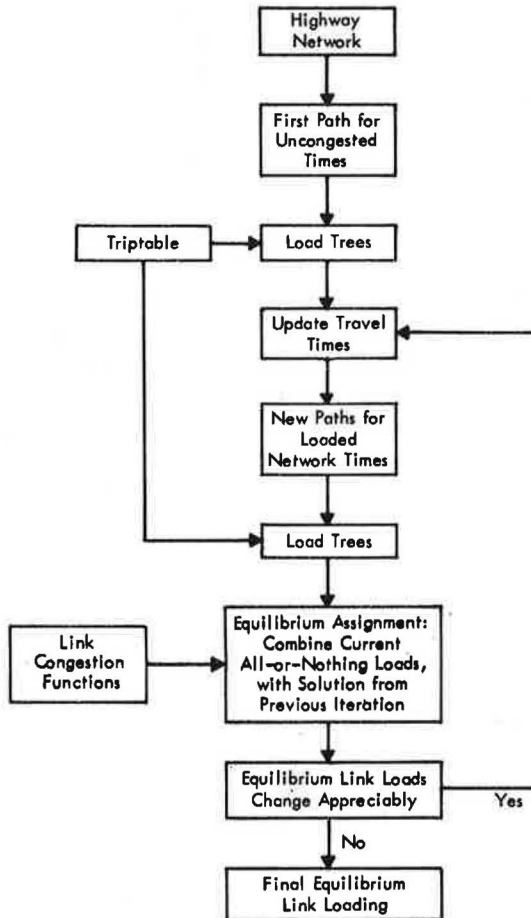 Highway
Network
First Path for
Uncongested
Times
Triptable
Load Trees
Update Travel
Times
New Paths for
Loaded
Network Times
Load Trees
Link
Congestion
Functions
Equilibrium Assignment:
Combine Current
All-or-Nothing Loads,
with Solution from
Previous Iteration
Equilibrium Link Loads
Change Appreciably
Yes
No
Final Equilibrium
Link Loading